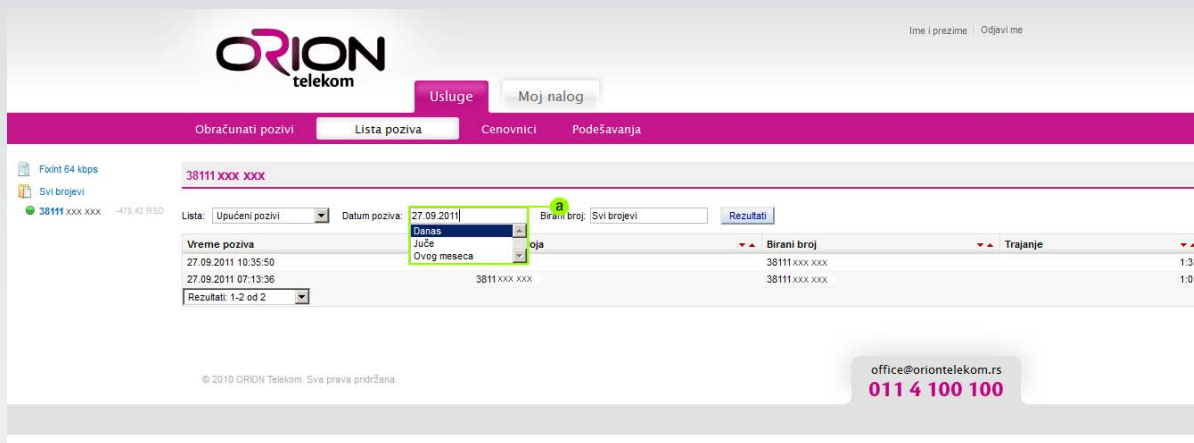 ORION
telekom
Ime i prezime Odjavi me
Usluge Moj nalog
Obračunati pozivi Lista poziva Cenovnici Podešavanja
FixInt 64 kbps
Svi brojevi
38111 xxx xxx -478,42 RSD
38111 xxx xxx
Lista: Upućeni pozivi Datum poziva: 27.09.2011 a Birani broj: Svi brojevi Rezultati
Danas
Juče
Ovog meseca
Vreme poziva oja Birani broj Trajanje
27.09.2011 10:35:50 38111 xxx xxx 1:3
27.09.2011 07:13:36 3811 xxx xxx 38111 xxx xxx 1:0
Rezultati: 1-2 od 2
© 2010 ORION Telekom. Sva prava pridržana.
office@oriontelekom.rs
011 4 100 100